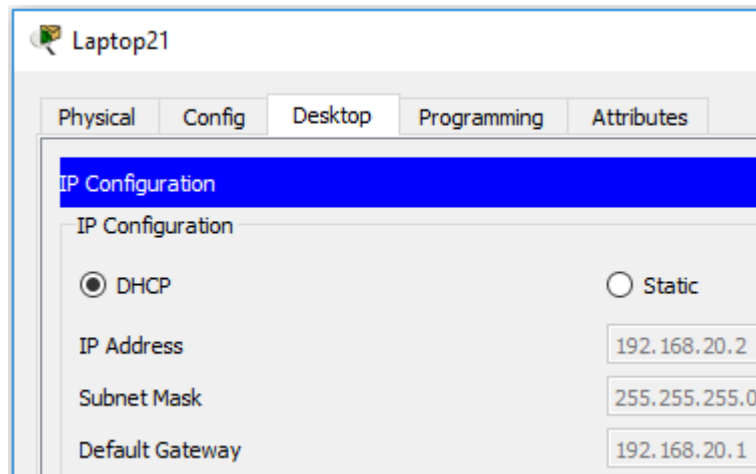 Laptop21
Physical Config Desktop Programming Attributes
IP Configuration
IP Configuration
DHCP Static
IP Address 192.168.20.2
Subnet Mask 255.255.255.0
Default Gateway 192.168.20.1